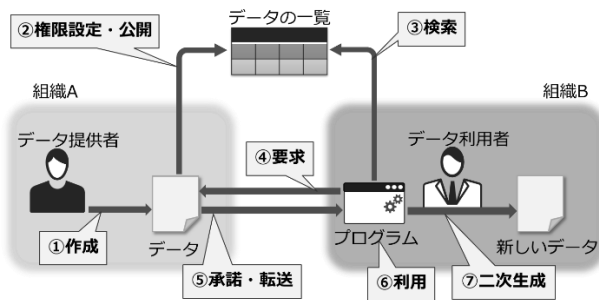 データの一覧
②権限設定・公開
③検索
組織A
組織B
データ提供者
データ利用者
④要求
①作成
データ
プログラム
新しいデータ
⑤承諾・転送
⑥利用
⑦二次生成